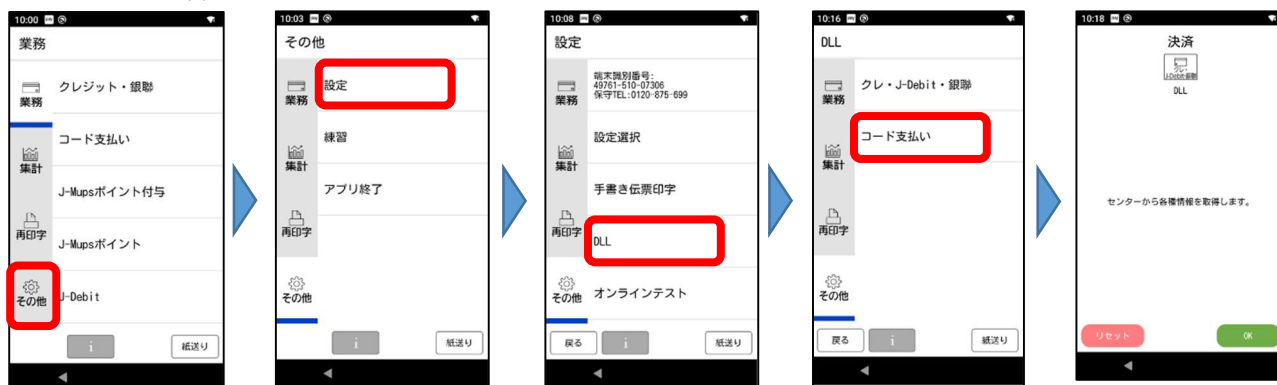 10:00
業務
業務
クレジット・銀聯
コード支払い
集計
J-Mupsポイント付与
再印字
J-Mupsポイント
その他
J-Debit
i
紙送り
10:03
その他
業務
設定
練習
集計
アプリ終了
再印字
その他
i
紙送り
10:08
設定
業務
端末識別番号:
49761-510-07306
保守TEL:0120-875-699
設定選択
集計
手書き伝票印字
再印字
DLL
その他
オンラインテスト
戻る
i
紙送り
10:16
DLL
業務
クレ・J-Debit・銀聯
コード支払い
集計
再印字
その他
戻る
i
紙送り
10:18
決済
クレ・
J-Debit・銀聯
DLL
センターから各種情報を取得します。
リセット
OK